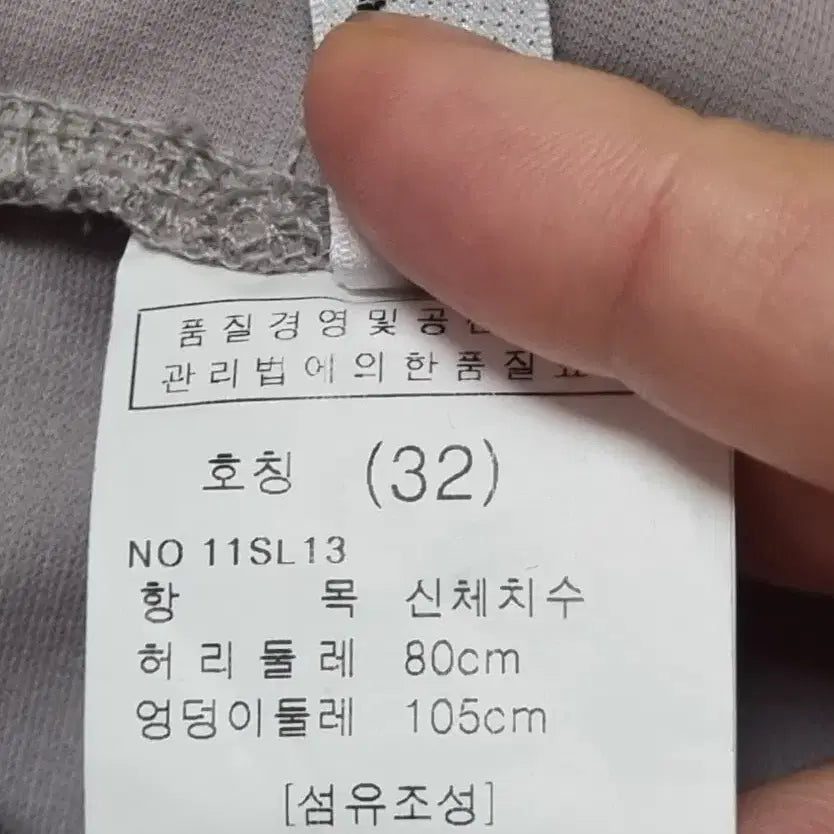 품질경영및공
관리법에의한품질
호칭 (32)
NO 11SL13
항 목 신체치수
허리둘레 80cm
엉덩이둘레 105cm
[섬유조성]